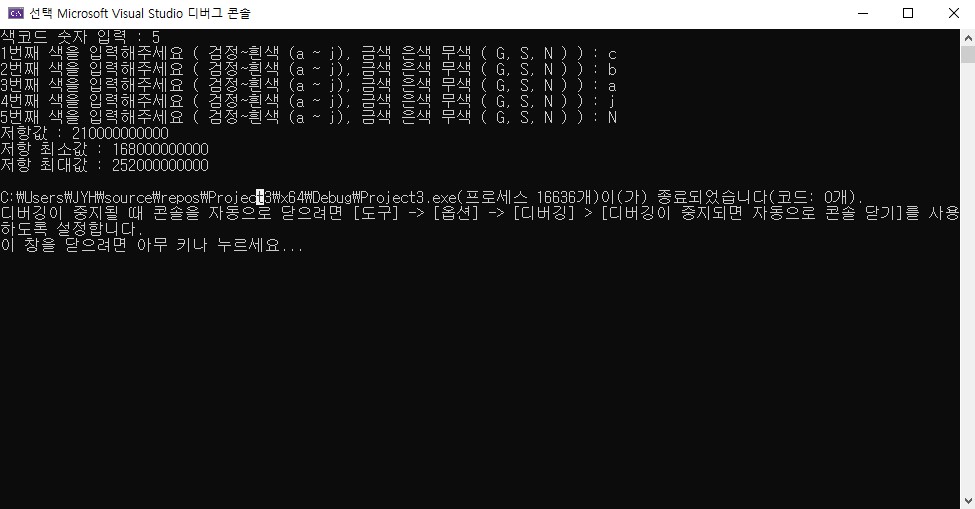 선택 Microsoft Visual Studio 디버그 콘솔
색코드 숫자 입력 : 5
1번째 색을 입력해주세요 ( 검정~흰색 (a ~ j), 금색 은색 무색 ( G, S, N ) ) : c
2번째 색을 입력해주세요 ( 검정~흰색 (a ~ j), 금색 은색 무색 ( G, S, N ) ) : b
3번째 색을 입력해주세요 ( 검정~흰색 (a ~ j), 금색 은색 무색 ( G, S, N ) ) : a
4번째 색을 입력해주세요 ( 검정~흰색 (a ~ j), 금색 은색 무색 ( G, S, N ) ) : j
5번째 색을 입력해주세요 ( 검정~흰색 (a ~ j), 금색 은색 무색 ( G, S, N ) ) : N
저항값 : 210000000000
저항 최소값 : 168000000000
저항 최대값 : 252000000000
C:₩Users₩JYH₩source₩repos₩Project3₩x64₩Debug₩Project3.exe(프로세스 16636개)이(가) 종료되었습니다(코드: 0개).
디버깅이 중지될 때 콘솔을 자동으로 닫으려면 [도구] -> [옵션] -> [디버깅] > [디버깅이 중지되면 자동으로 콘솔 닫기]를 사용
하도록 설정합니다.
이 창을 닫으려면 아무 키나 누르세요...